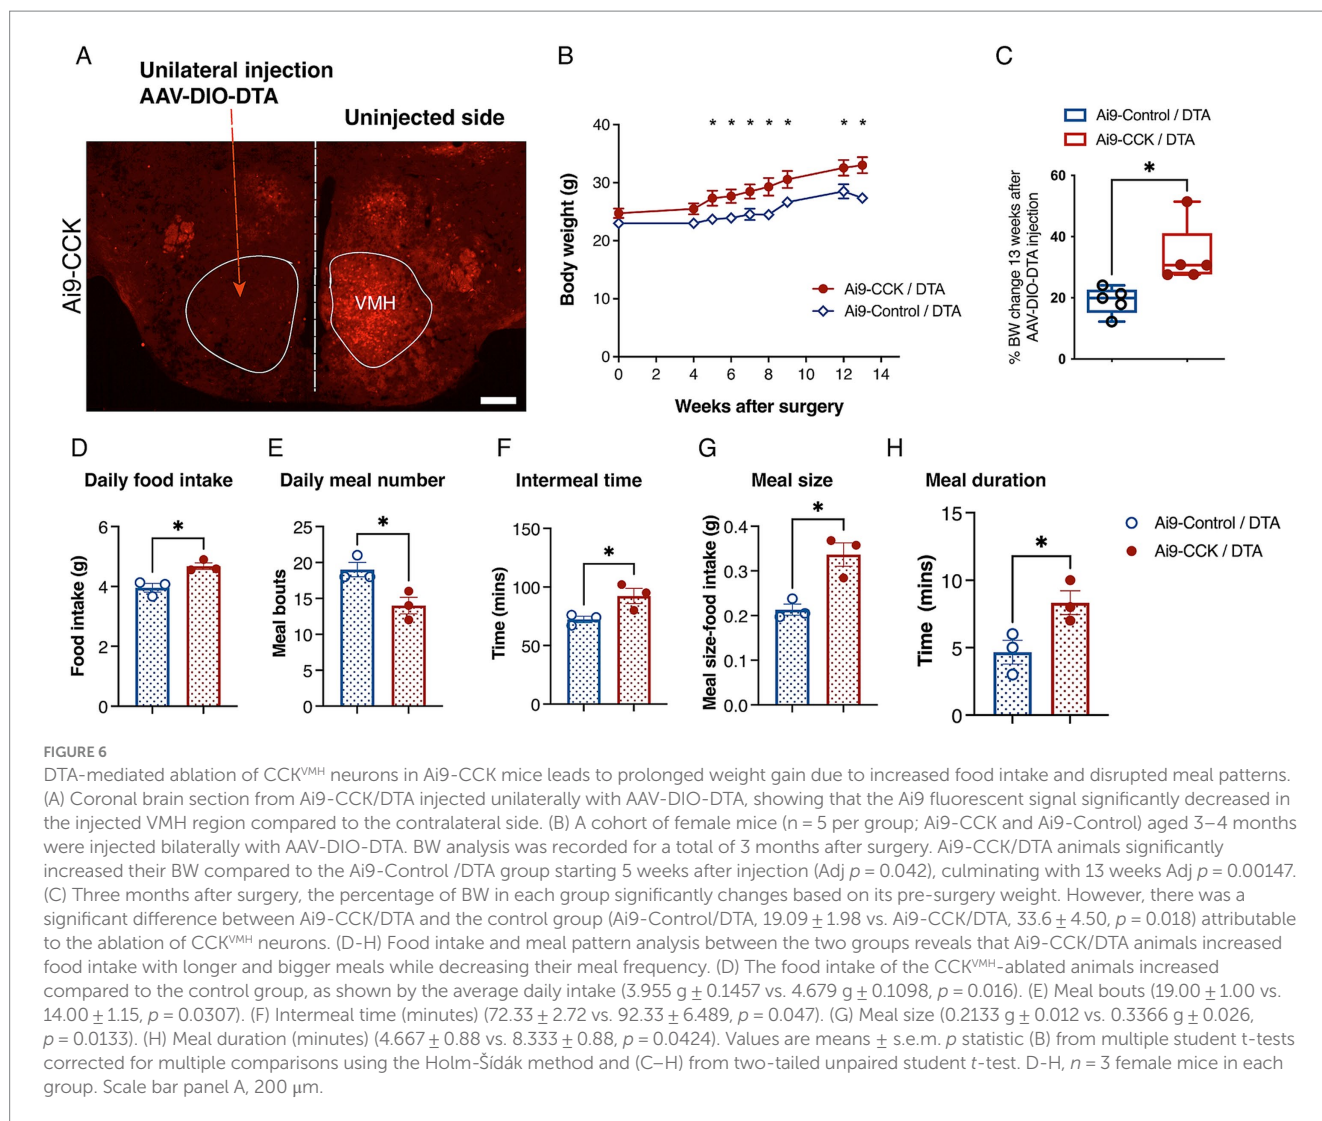 A
Unilateral injection
AAV-DIO-DTA
Uninjected side
Ai9-CCK
VMH
B
Body weight (g)
40
30
20
10
0
* * * * * * *
Ai9-CCK / DTA
Ai9-Control / DTA
0 2 4 6 8 10 12 14
Weeks after surgery
C
Ai9-Control / DTA
Ai9-CCK / DTA
% BW change 13 weeks after
AAV-DIO-DTA injection
60
40
20
0
*
D
Daily food intake
Food intake (g)
6
4
2
0
*
E
Daily meal number
Meal bouts
25
20
15
10
5
0
*
F
Intermeal time
Time (mins)
150
100
50
0
*
G
Meal size
Meal size-food intake (g)
0.4
0.3
0.2
0.1
0.0
*
H
Meal duration
Time (mins)
15
10
5
0
*
Ai9-Control / DTA
Ai9-CCK / DTA
FIGURE 6
DTA-mediated ablation of CCKVMH neurons in Ai9-CCK mice leads to prolonged weight gain due to increased food intake and disrupted meal patterns.
(A) Coronal brain section from Ai9-CCK/DTA injected unilaterally with AAV-DIO-DTA, showing that the Ai9 fluorescent signal significantly decreased in
the injected VMH region compared to the contralateral side. (B) A cohort of female mice (n = 5 per group; Ai9-CCK and Ai9-Control) aged 3–4 months
were injected bilaterally with AAV-DIO-DTA. BW analysis was recorded for a total of 3 months after surgery. Ai9-CCK/DTA animals significantly
increased their BW compared to the Ai9-Control /DTA group starting 5 weeks after injection (Adj p = 0.042), culminating with 13 weeks Adj p = 0.00147.
(C) Three months after surgery, the percentage of BW in each group significantly changes based on its pre-surgery weight. However, there was a
significant difference between Ai9-CCK/DTA and the control group (Ai9-Control/DTA, 19.09 ± 1.98 vs. Ai9-CCK/DTA, 33.6 ± 4.50, p = 0.018) attributable
to the ablation of CCKVMH neurons. (D-H) Food intake and meal pattern analysis between the two groups reveals that Ai9-CCK/DTA animals increased
food intake with longer and bigger meals while decreasing their meal frequency. (D) The food intake of the CCKVMH-ablated animals increased
compared to the control group, as shown by the average daily intake (3.955 g ± 0.1457 vs. 4.679 g ± 0.1098, p = 0.016). (E) Meal bouts (19.00 ± 1.00 vs.
14.00 ± 1.15, p = 0.0307). (F) Intermeal time (minutes) (72.33 ± 2.72 vs. 92.33 ± 6.489, p = 0.047). (G) Meal size (0.2133 g ± 0.012 vs. 0.3366 g ± 0.026,
p = 0.0133). (H) Meal duration (minutes) (4.667 ± 0.88 vs. 8.333 ± 0.88, p = 0.0424). Values are means ± s.e.m. p statistic (B) from multiple student t-tests
corrected for multiple comparisons using the Holm-Šídák method and (C–H) from two-tailed unpaired student t-test. D-H, n = 3 female mice in each
group. Scale bar panel A, 200 μm.